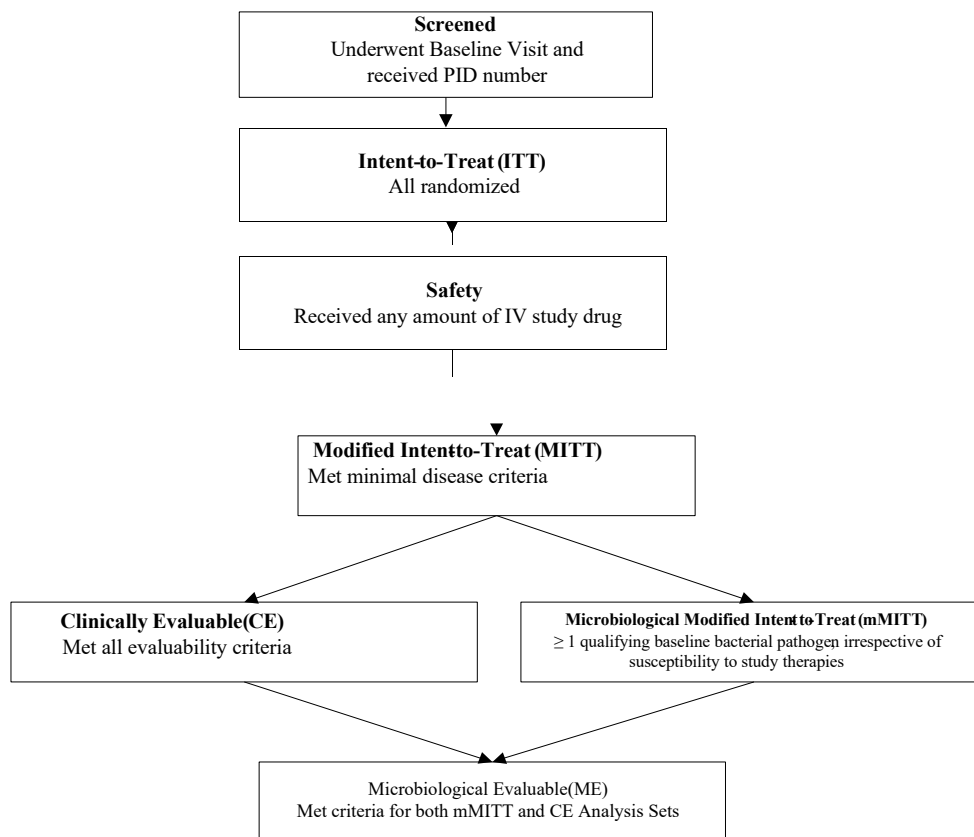 Screened
Underwent Baseline Visit and
received PID number
Intent-to-Treat (ITT)
All randomized
Safety
Received any amount of IV study drug
Modified Intent-to-Treat (MITT)
Met minimal disease criteria
Clinically Evaluable(CE)
Met all evaluability criteria
Microbiological Modified Intent-to-Treat (mMITT)
≥ 1 qualifying baseline bacterial pathogen, irrespective of
susceptibility to study therapies
Microbiological Evaluable(ME)
Met criteria for both mMITT and CE Analysis Sets